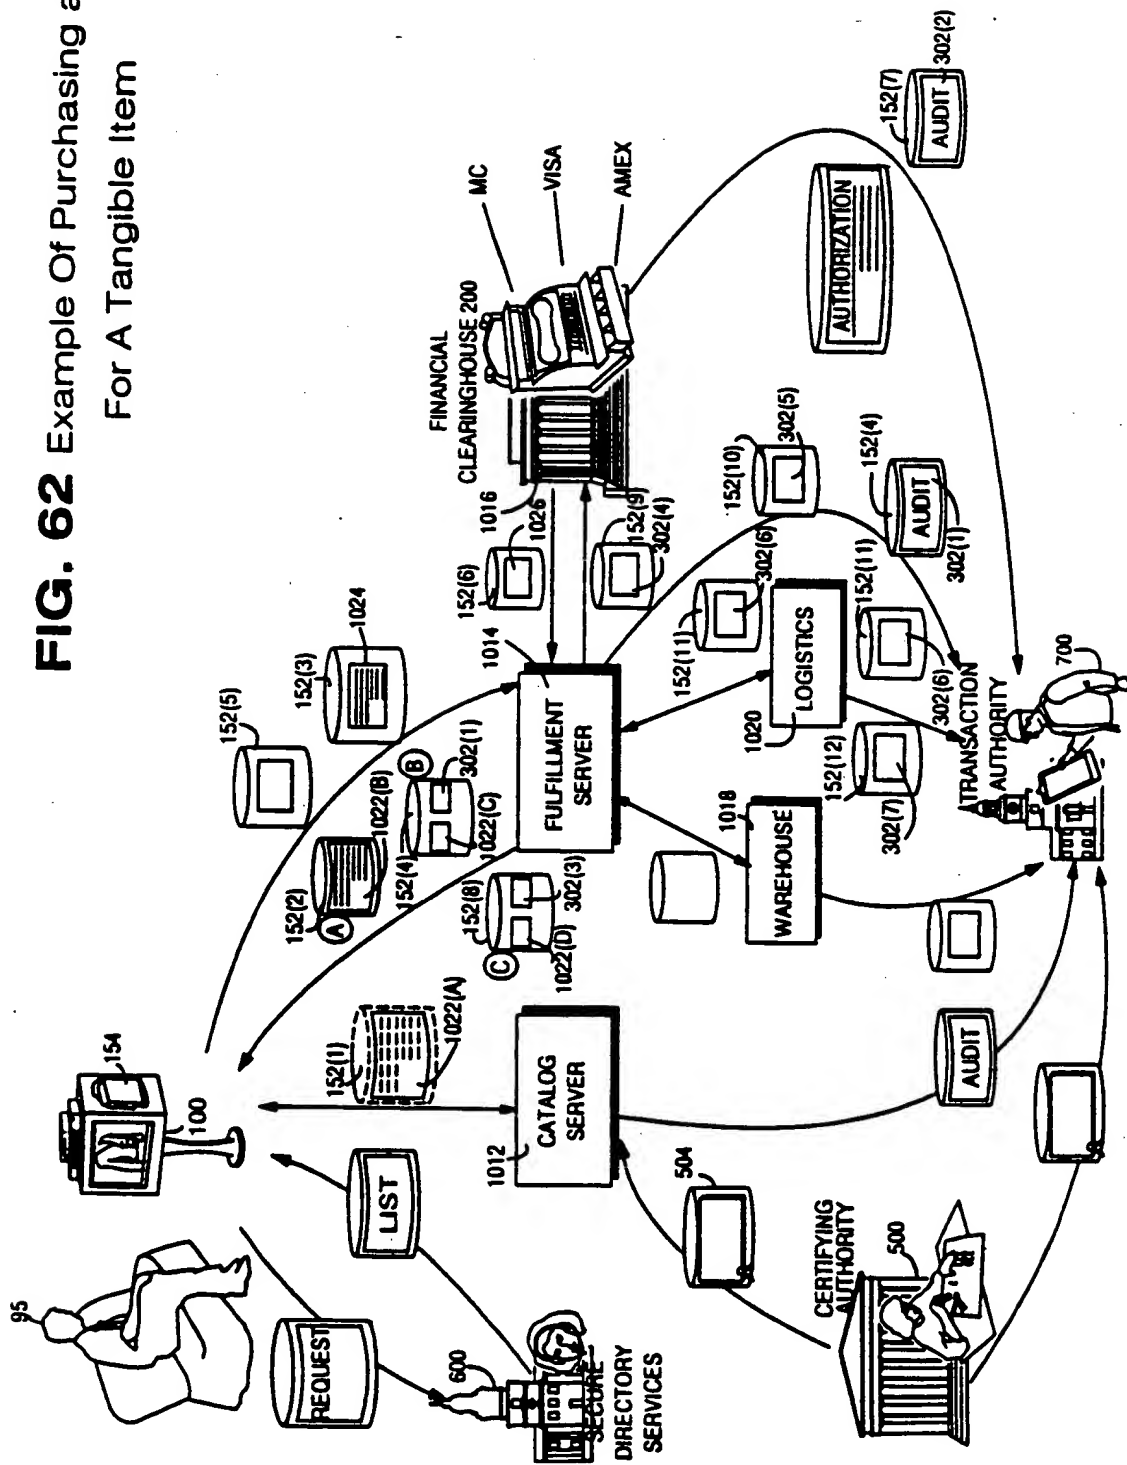 FIG. 62 Example Of Purchasing a
For A Tangible Item
95
154
100
REQUEST
LIST
600
SECURE
DIRECTORY
SERVICES
152(1)
1022(A)
CATALOG
SERVER
1012
504
CERTIFYING
AUTHORITY
500
AUDIT
152(5)
152(3)
1024
152(2)
A
1022(B)
B
152(4)
302(1)
1022(C)
152(8)
C
302(3)
1022(D)
FULFILLMENT
SERVER
1014
152(6)
1026
1016
FINANCIAL
CLEARINGHOUSE 200
MC
VISA
AMEX
152(9)
302(4)
152(10)
302(5)
152(11)
302(6)
LOGISTICS
1020
WAREHOUSE
1018
152(12)
302(7)
152(11)
302(6)
152(4)
AUDIT
302(1)
AUTHORIZATION
152(7)
AUDIT
302(2)
TRANSACTION
AUTHORITY
700